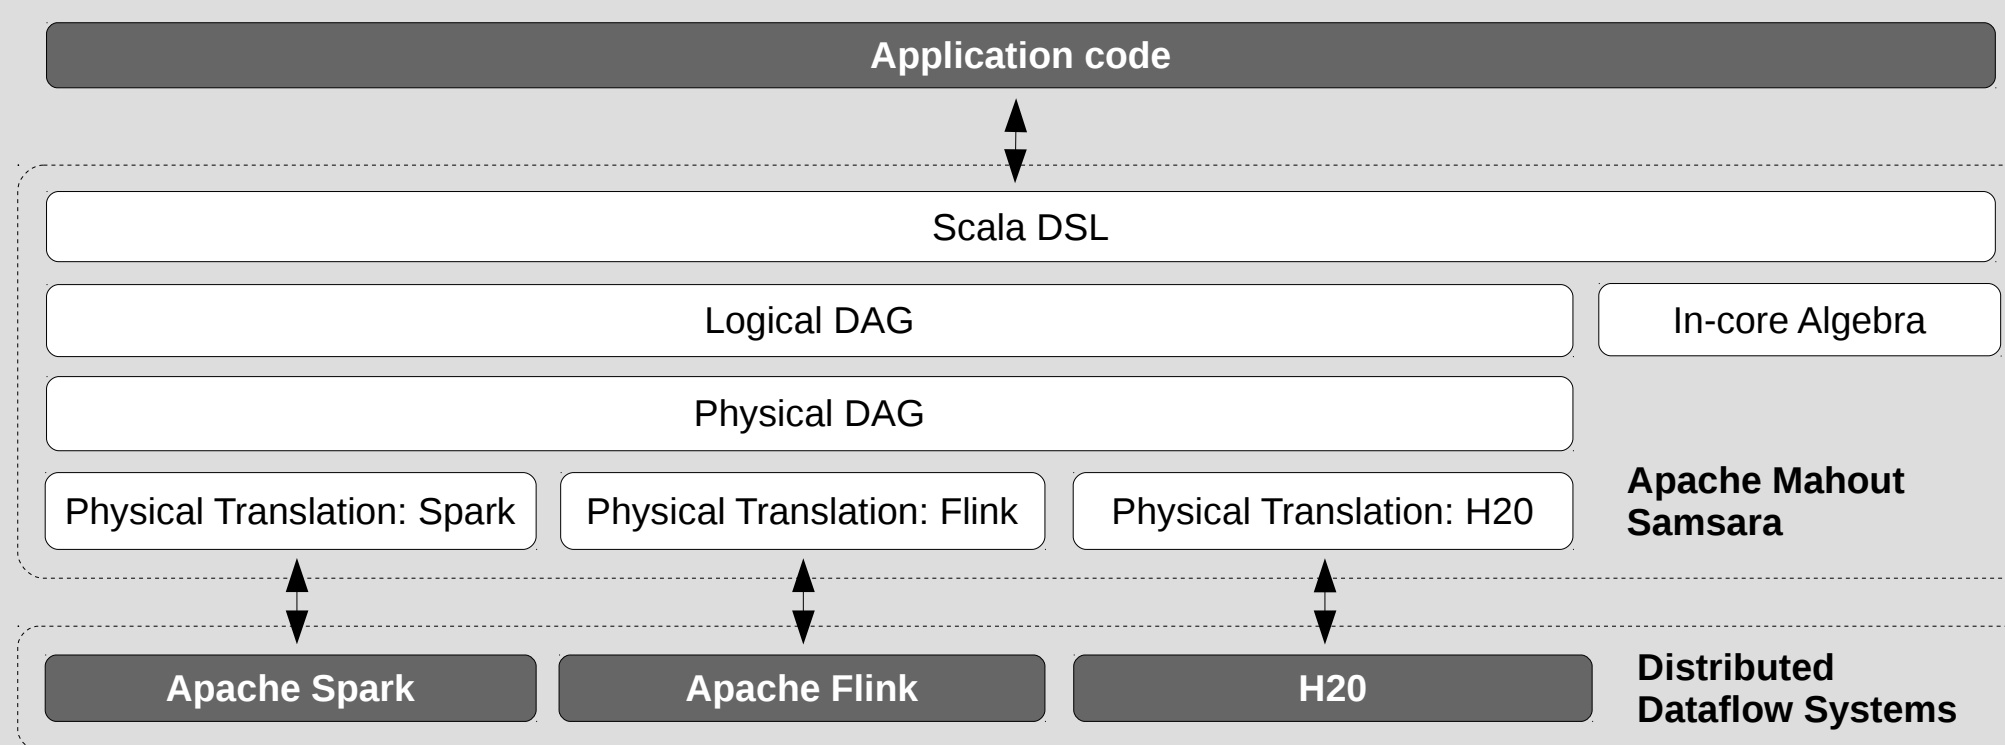 Application code
Scala DSL
Logical DAG
In-core Algebra
Physical DAG
Physical Translation: Spark
Physical Translation: Flink
Physical Translation: H20
Apache Mahout
Samsara
Apache Spark
Apache Flink
H20
Distributed
Dataflow Systems